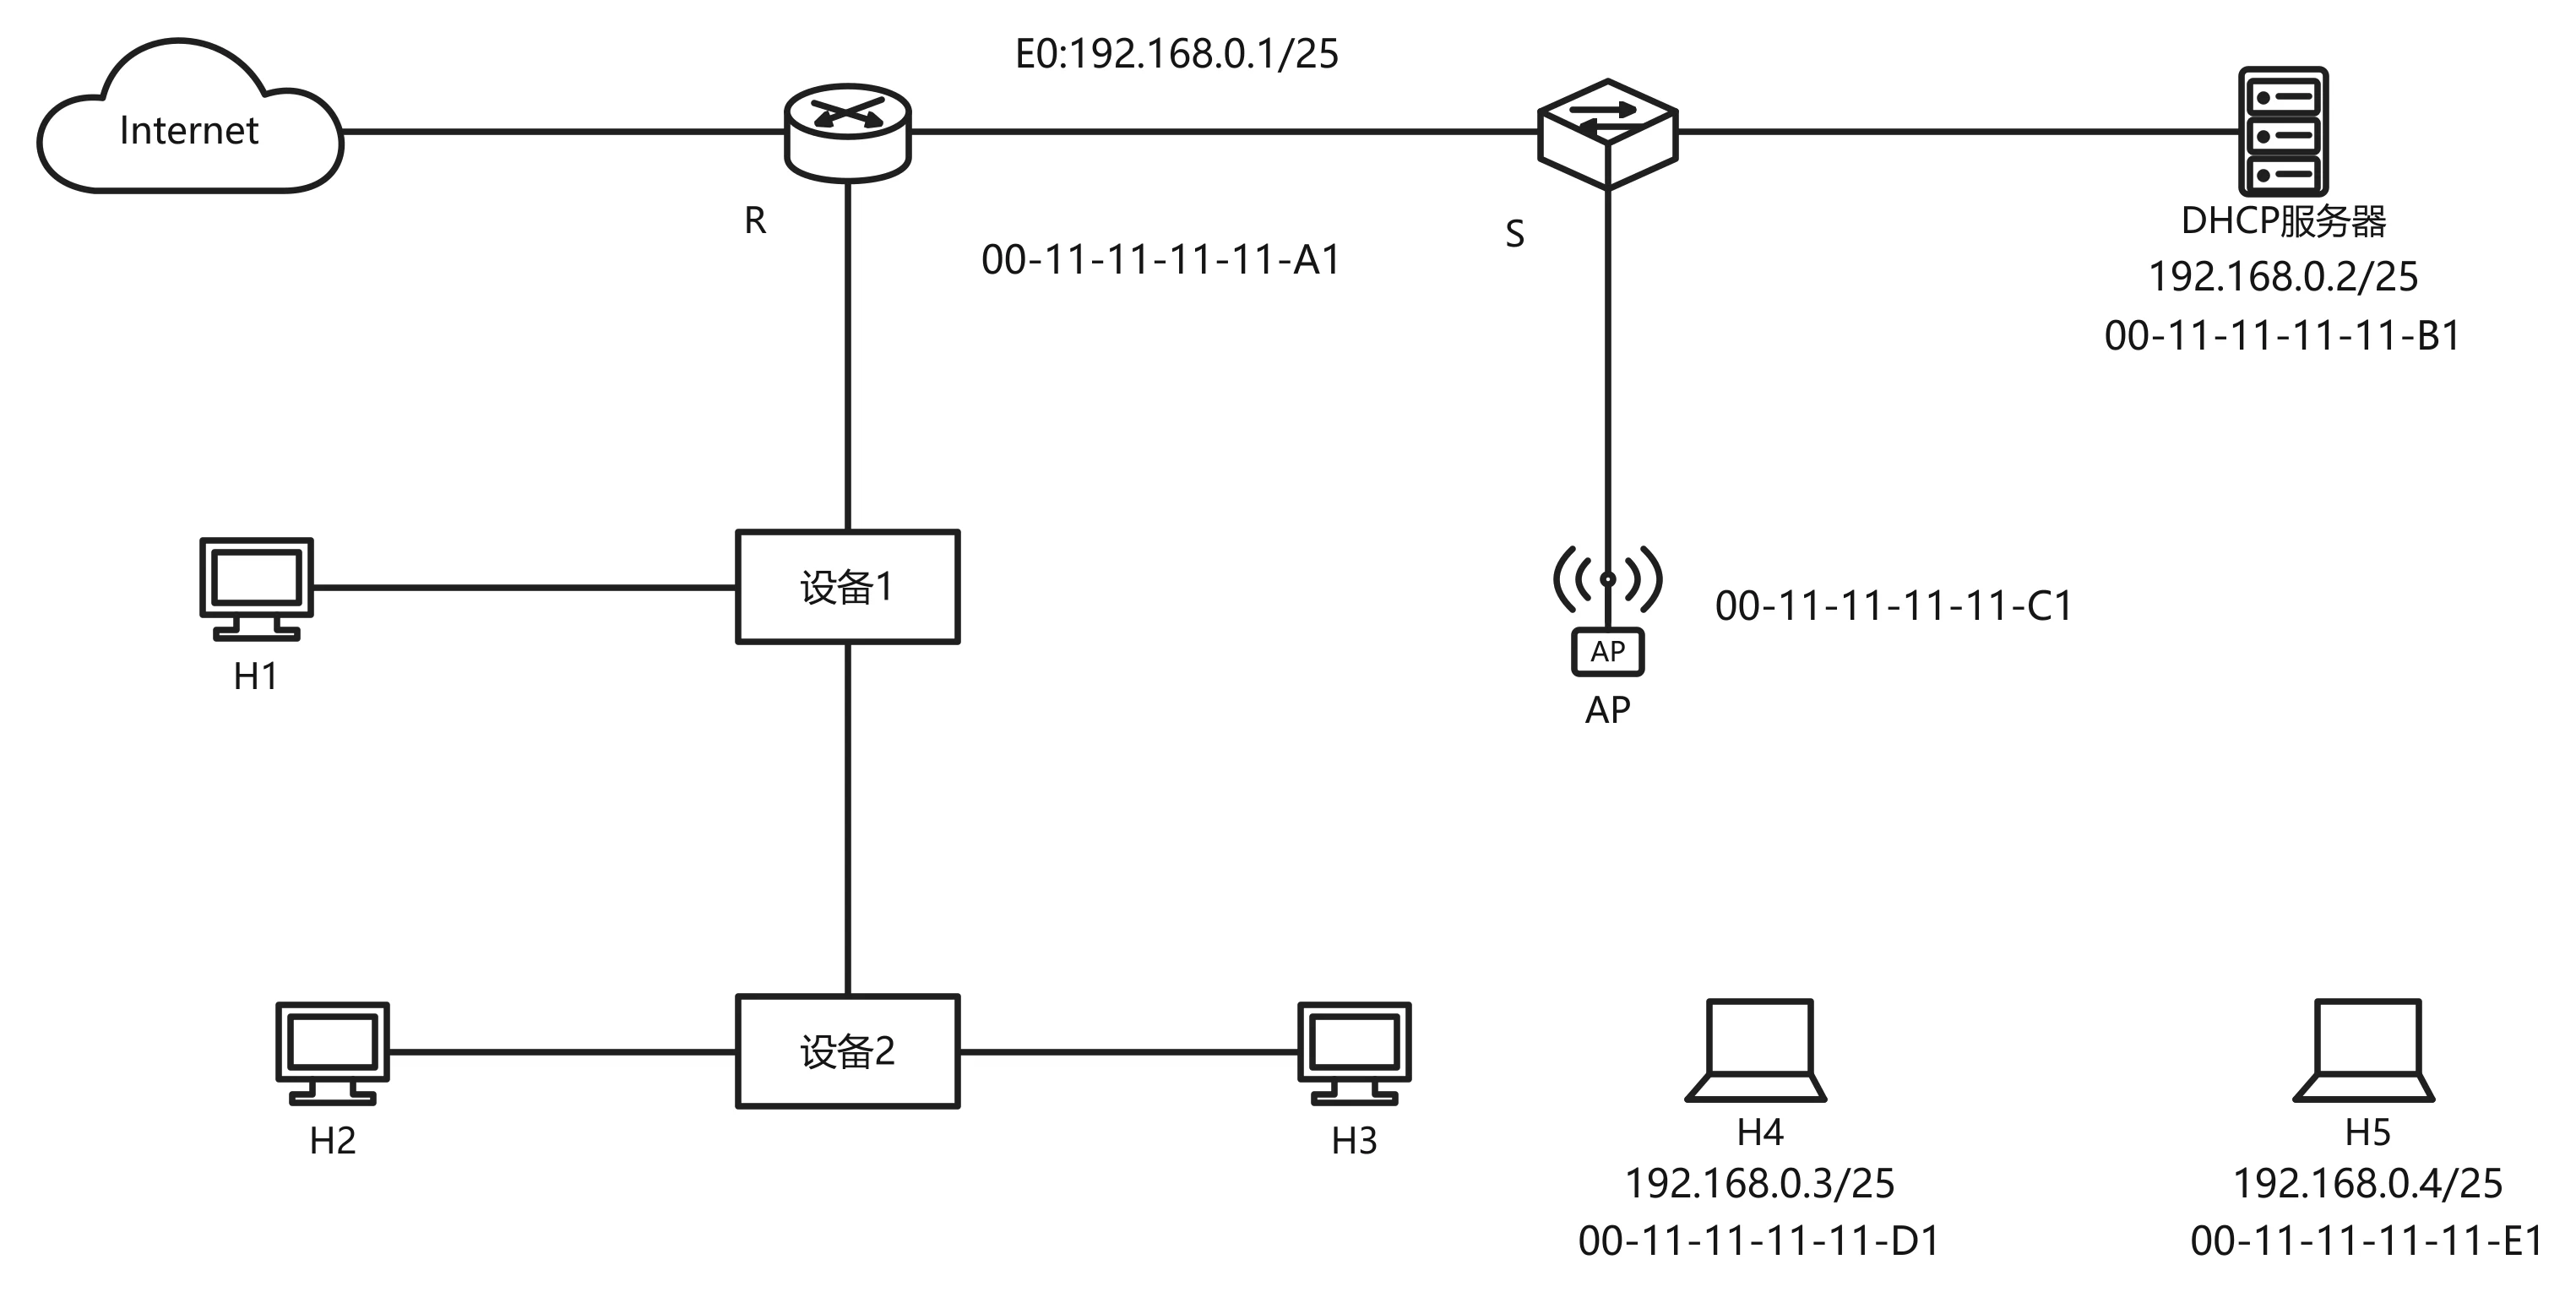 E0:192.168.0.1/25
Internet
R
S
00-11-11-11-11-A1
DHCP服务器
192.168.0.2/25
00-11-11-11-11-B1
设备1
H1
00-11-11-11-11-C1
AP
AP
设备2
H2
H3
H4
192.168.0.3/25
00-11-11-11-11-D1
H5
192.168.0.4/25
00-11-11-11-11-E1